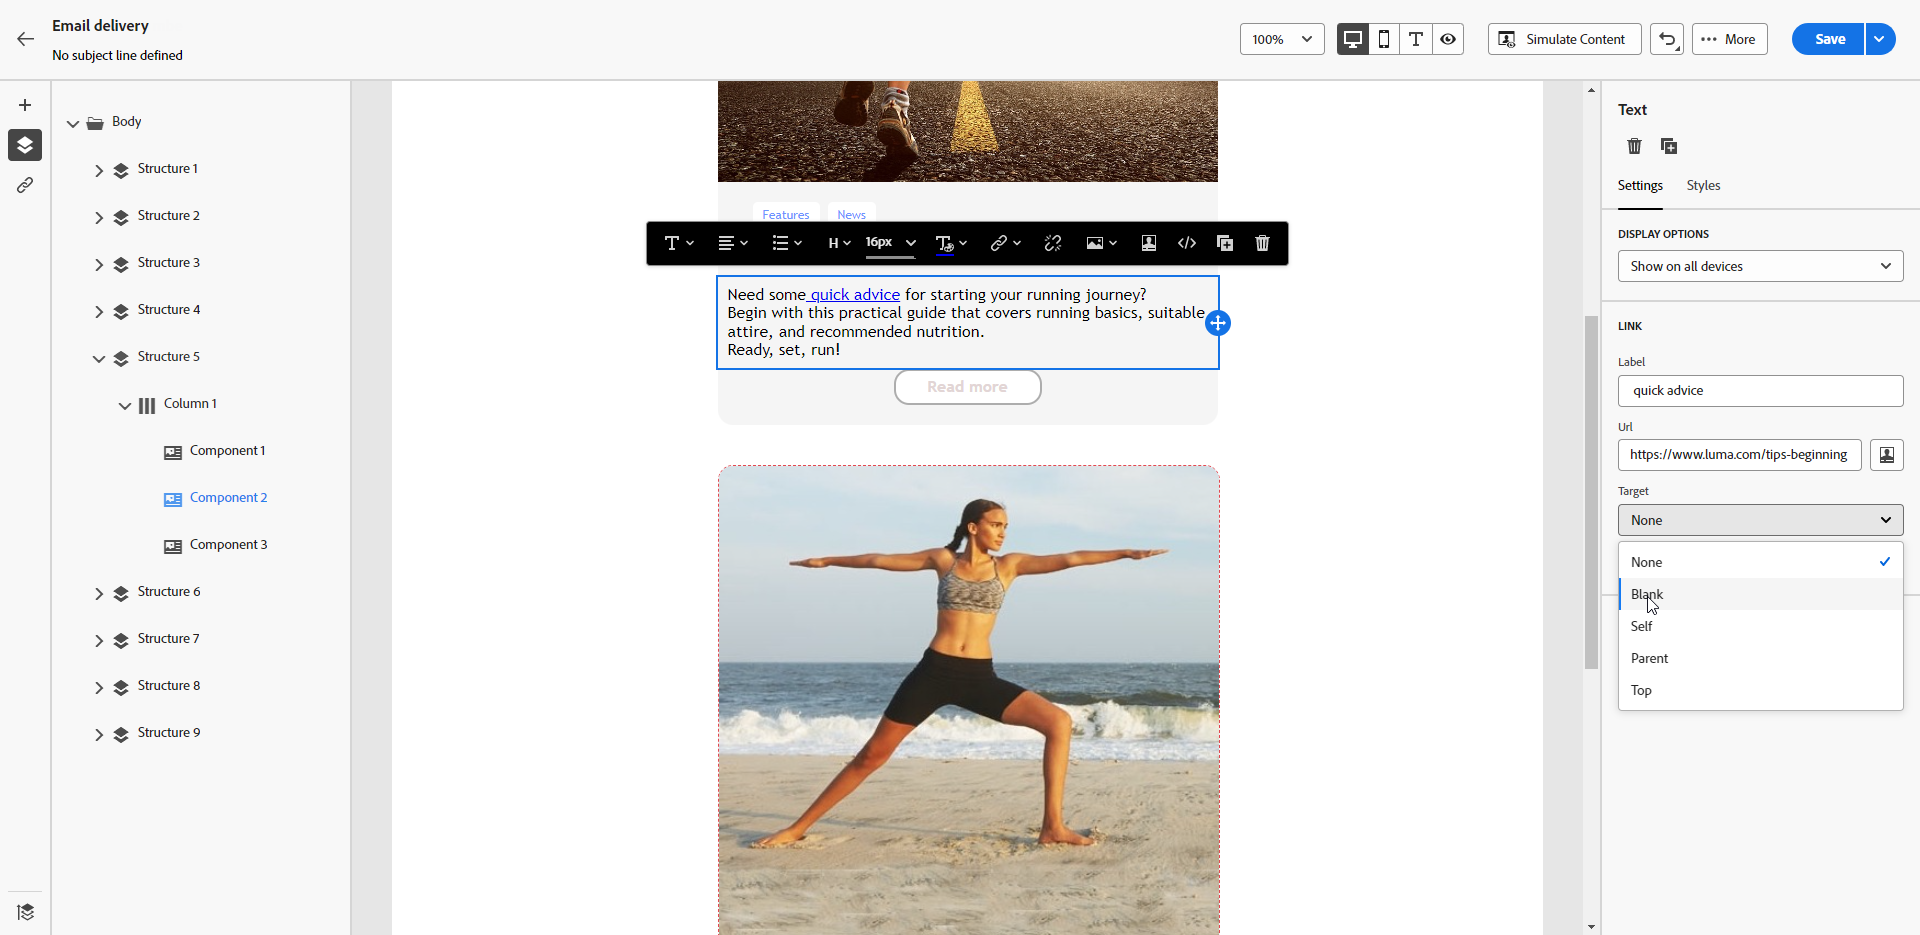 Email delivery
No subject line defined
100%
Simulate Content
More
Save
Body
Structure 1
Structure 2
Structure 3
Structure 4
Structure 5
Column 1
Component 1
Component 2
Component 3
Structure 6
Structure 7
Structure 8
Structure 9
Features News
H 16px
Need some quick advice for starting your running journey?
Begin with this practical guide that covers running basics, suitable
attire, and recommended nutrition.
Ready, set, run!
Read more
Text
Settings Styles
DISPLAY OPTIONS
Show on all devices
LINK
Label
quick advice
Url
https://www.luma.com/tips-beginning
Target
None
None
Blank
Self
Parent
Top